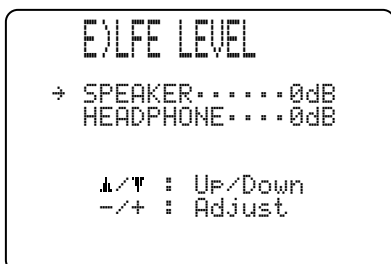 E)LFE LEVEL
→ SPEAKER······0dB
HEADPHONE····0dB
▲/▼ : Up/Down
-/+ : Adjust